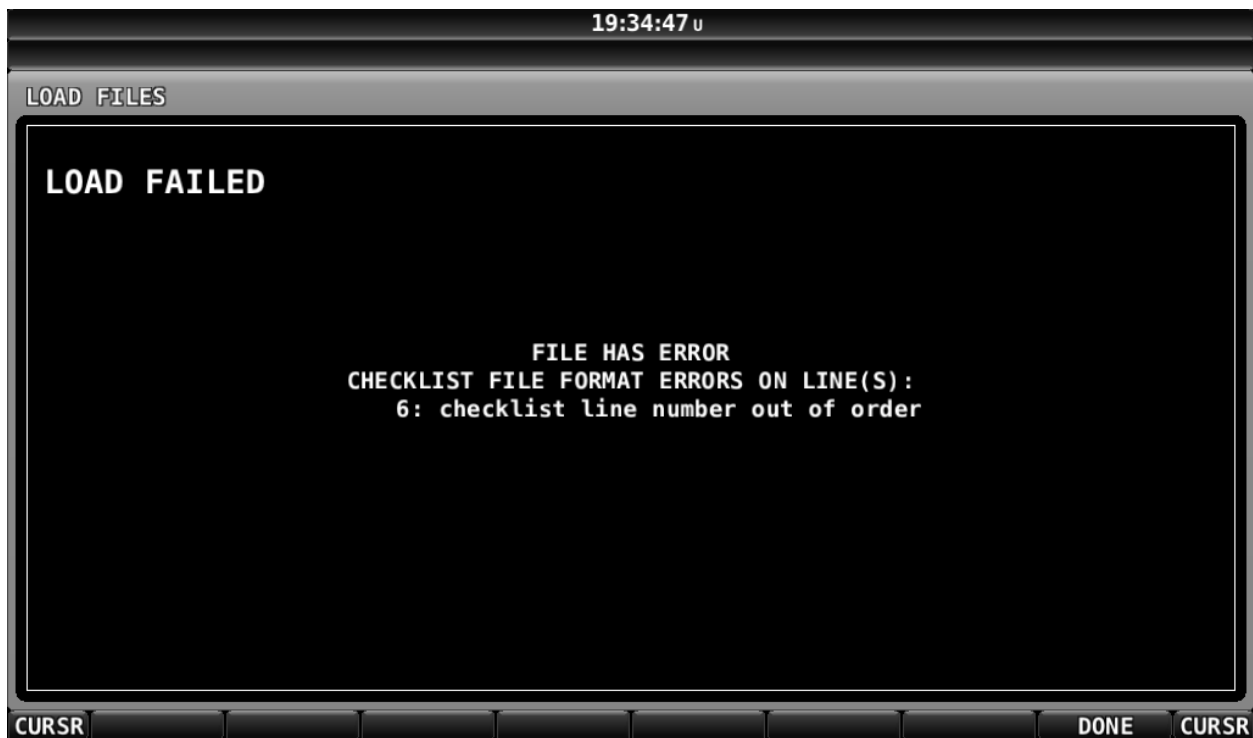 19:34:47 U
LOAD FILES
LOAD FAILED
FILE HAS ERROR
CHECKLIST FILE FORMAT ERRORS ON LINE(S):
6: checklist line number out of order
CURSR DONE CURSR